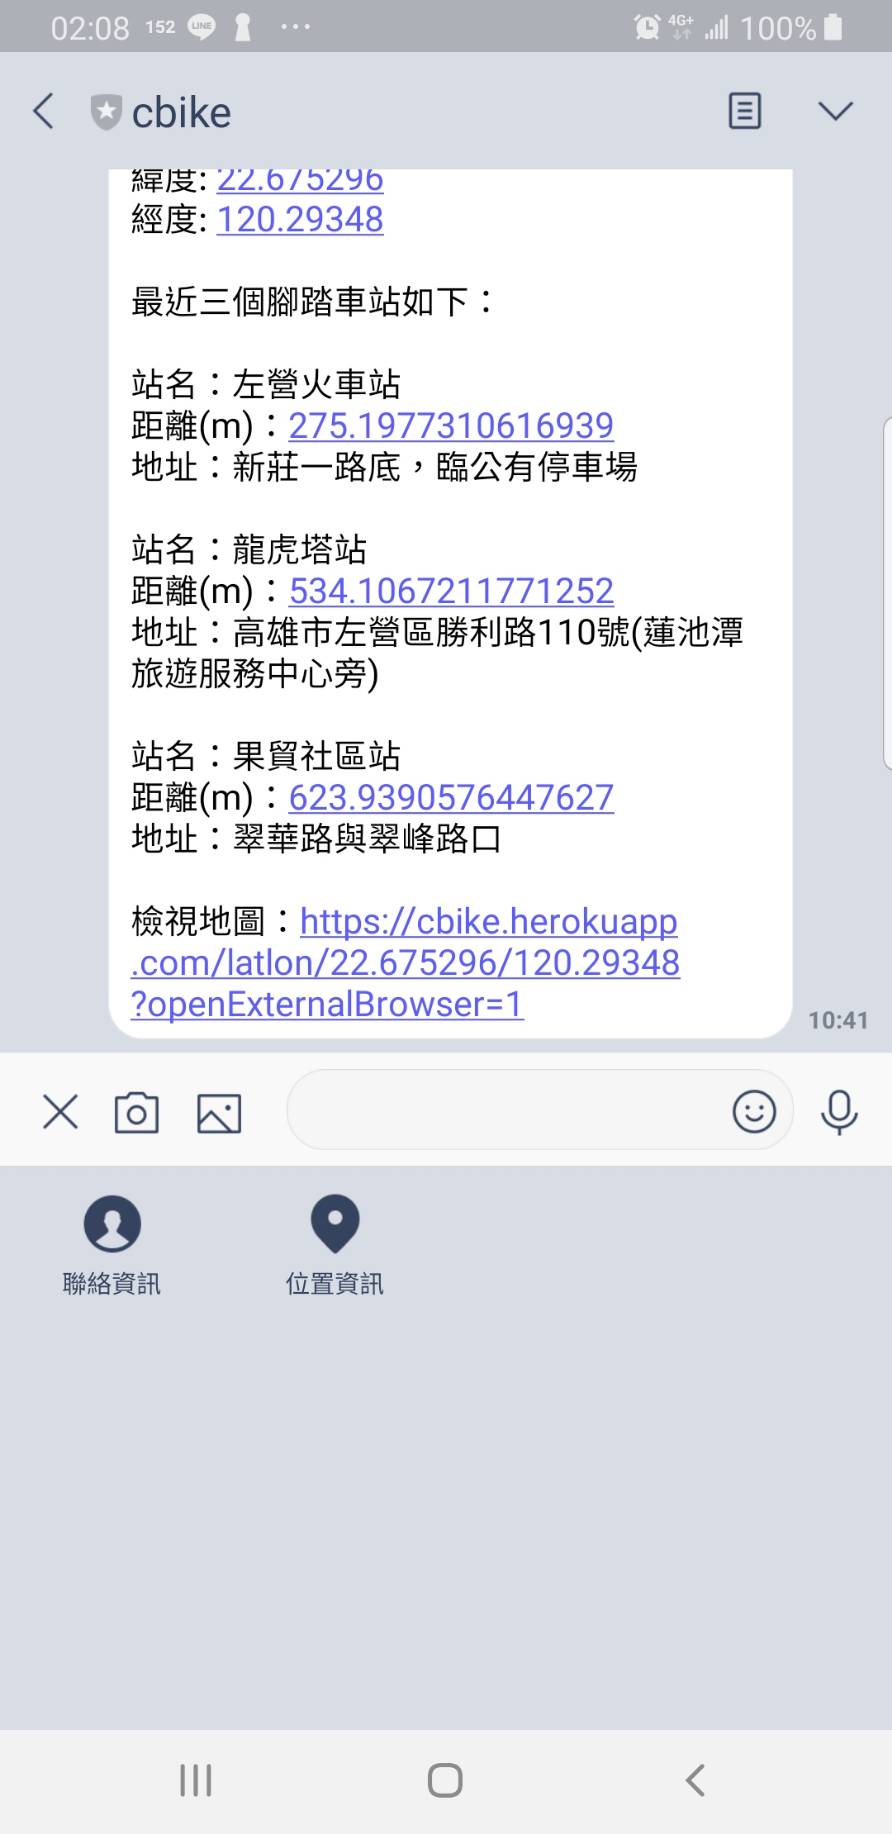 02:08 152 LINE ... 4G+ 100%
cbike
緯度: 22.675296
經度: 120.29348
最近三個腳踏車站如下：
站名：左營火車站
距離(m)：275.1977310616939
地址：新莊一路底，臨公有停車場
站名：龍虎塔站
距離(m)：534.1067211771252
地址：高雄市左營區勝利路110號(蓮池潭
旅遊服務中心旁)
站名：果貿社區站
距離(m)：623.9390576447627
地址：翠華路與翠峰路口
檢視地圖：https://cbike.herokuapp
.com/latlon/22.675296/120.29348
?openExternalBrowser=1
10:41
聯絡資訊 位置資訊